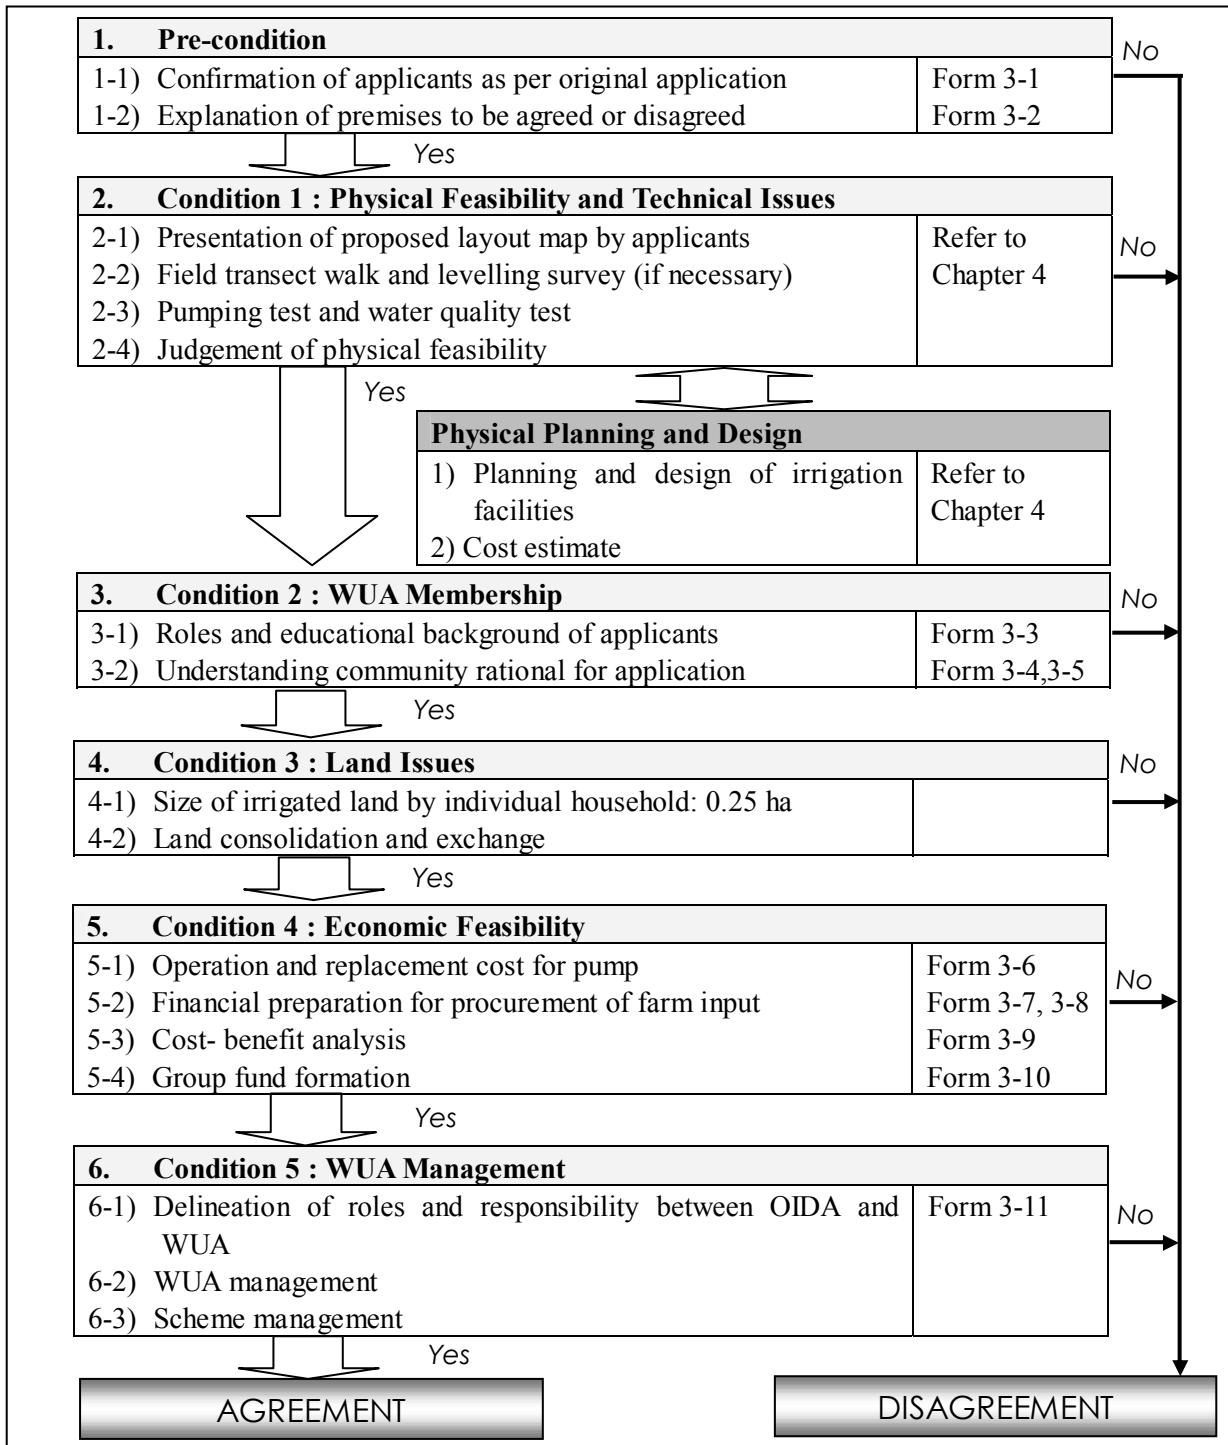 1. Pre-condition
No
1-1) Confirmation of applicants as per original application Form 3-1
1-2) Explanation of premises to be agreed or disagreed Form 3-2
Yes
2. Condition 1 : Physical Feasibility and Technical Issues
2-1) Presentation of proposed layout map by applicants Refer to
No
2-2) Field transect walk and levelling survey (if necessary) Chapter 4
2-3) Pumping test and water quality test
2-4) Judgement of physical feasibility
Yes
Physical Planning and Design
1) Planning and design of irrigation Refer to
facilities Chapter 4
2) Cost estimate
3. Condition 2 : WUA Membership
No
3-1) Roles and educational background of applicants Form 3-3
3-2) Understanding community rational for application Form 3-4,3-5
Yes
4. Condition 3 : Land Issues
No
4-1) Size of irrigated land by individual household: 0.25 ha
4-2) Land consolidation and exchange
Yes
5. Condition 4 : Economic Feasibility
5-1) Operation and replacement cost for pump Form 3-6
No
5-2) Financial preparation for procurement of farm input Form 3-7, 3-8
5-3) Cost- benefit analysis Form 3-9
5-4) Group fund formation Form 3-10
Yes
6. Condition 5 : WUA Management
6-1) Delineation of roles and responsibility between OIDA and Form 3-11
No
WUA
6-2) WUA management
6-3) Scheme management
Yes
AGREEMENT
DISAGREEMENT